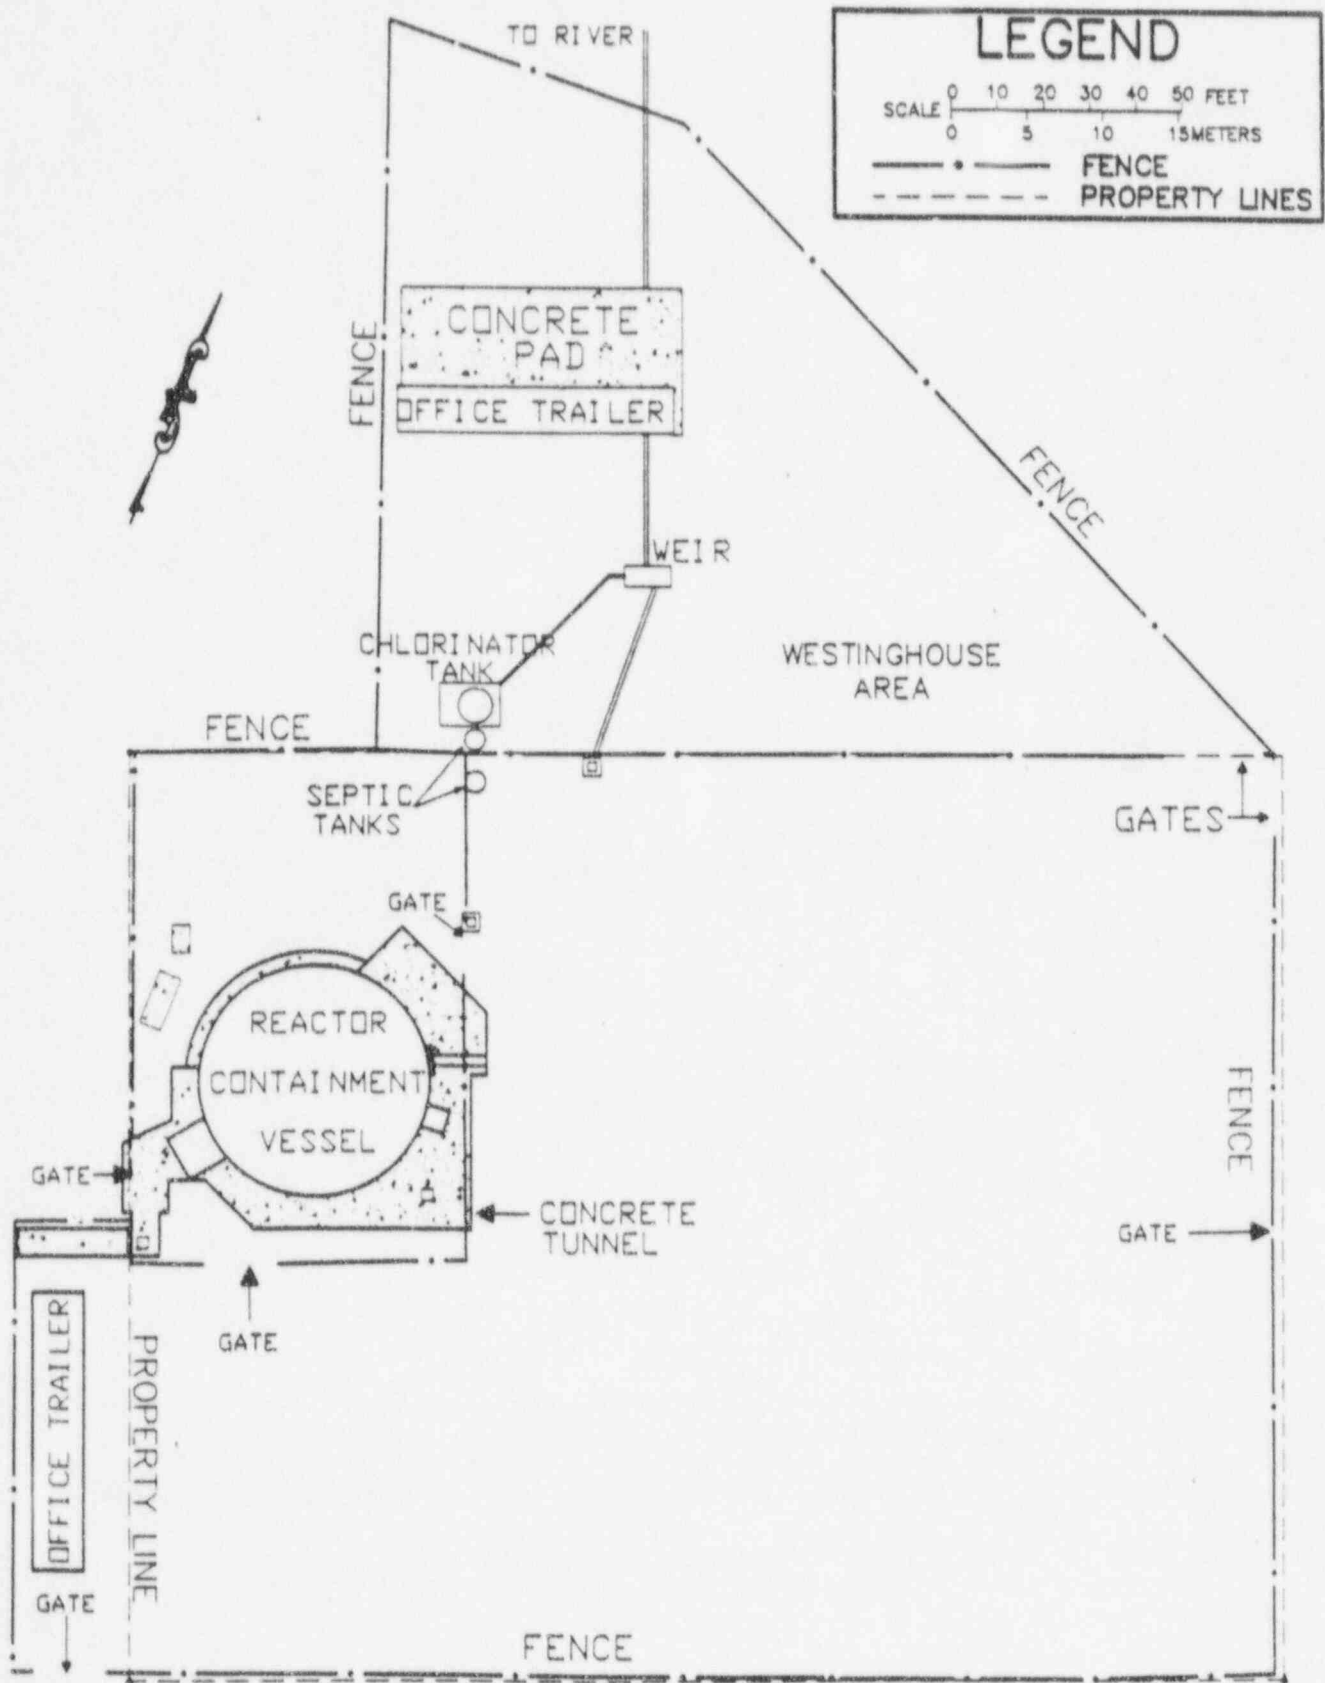 TO RIVER
LEGEND
0 10 20 30 40 50 FEET
SCALE
0 5 10 15 METERS
FENCE
PROPERTY LINES
CONCRETE
PAD
FENCE
OFFICE TRAILER
FENCE
WEIR
CHLORINATOR
TANK
WESTINGHOUSE
AREA
FENCE
SEPTIC
TANKS
GATES
GATE
REACTOR
CONTAINMENT
VESSEL
FENCE
GATE
CONCRETE
TUNNEL
GATE
GATE
OFFICE TRAILER
PROPERTY LINE
GATE
FENCE